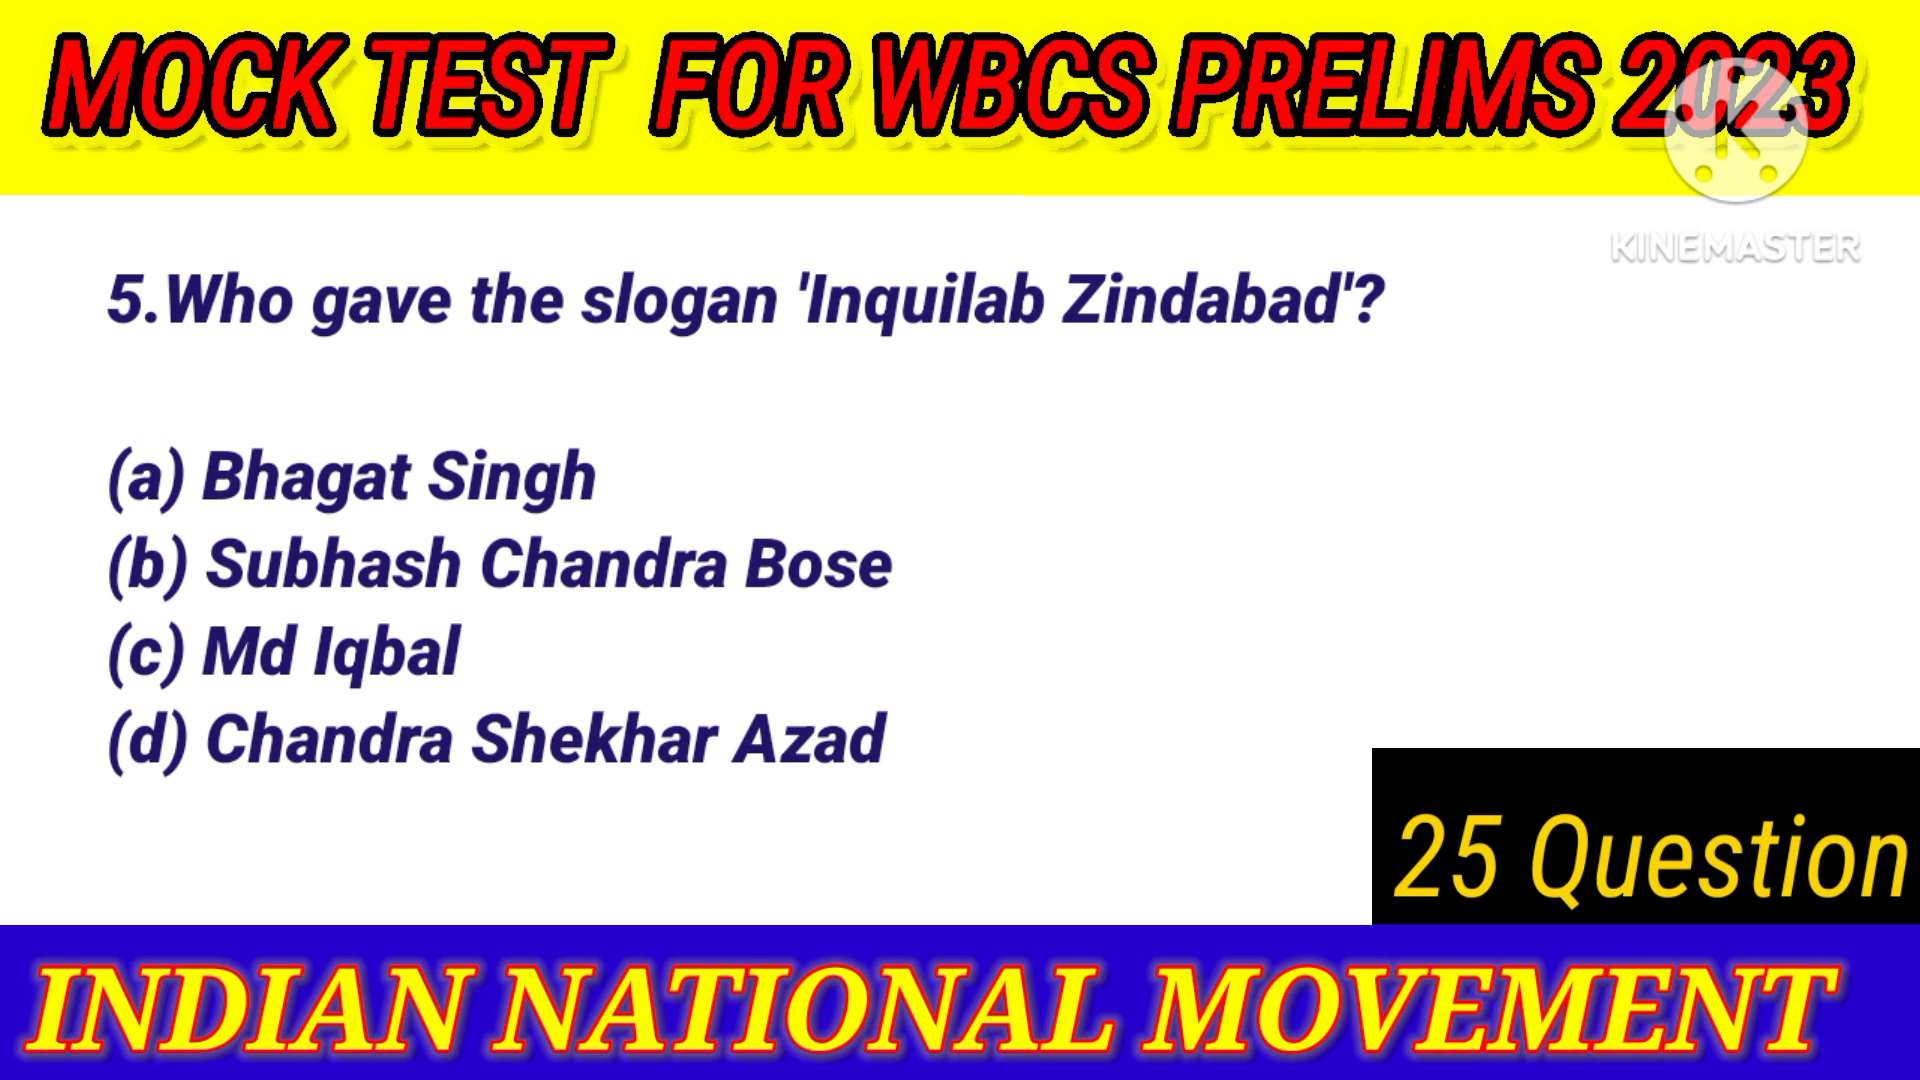 MOCK TEST FOR WBCS PRELIMS 2023
KINEMASTER
5.Who gave the slogan 'Inquilab Zindabad'?
(a) Bhagat Singh
(b) Subhash Chandra Bose
(c) Md Iqbal
(d) Chandra Shekhar Azad
25 Question
INDIAN NATIONAL MOVEMENT